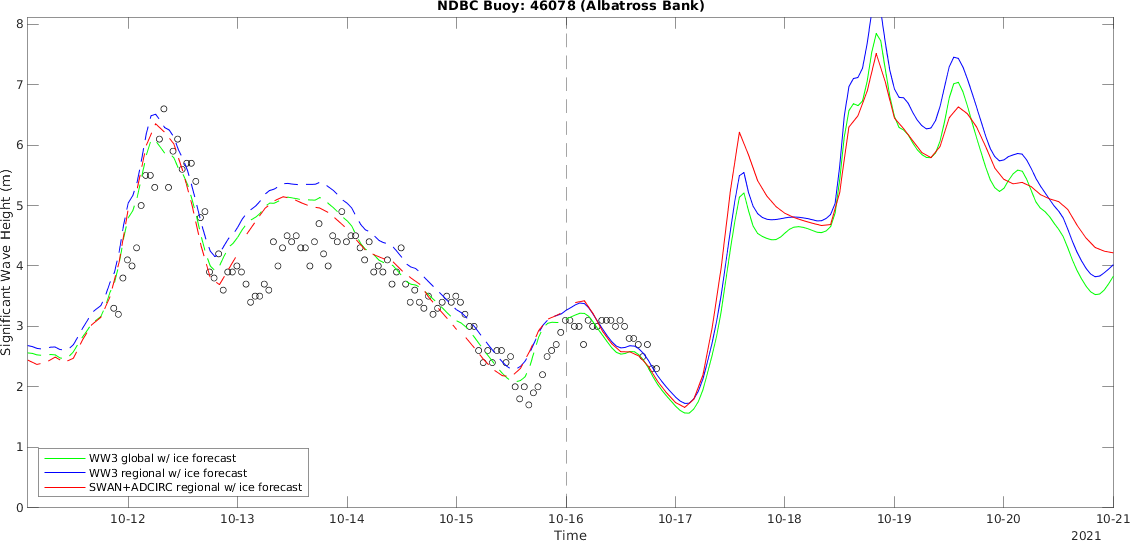 NDBC Buoy: 46078 (Albatross Bank)
Significant Wave Height (m)
8
7
6
5
4
3
2
1
0
WW3 global w/ ice forecast
WW3 regional w/ ice forecast
SWAN+ADCIRC regional w/ ice forecast
10-12 10-13 10-14 10-15 10-16 10-17 10-18 10-19 10-20 10-21
Time
2021